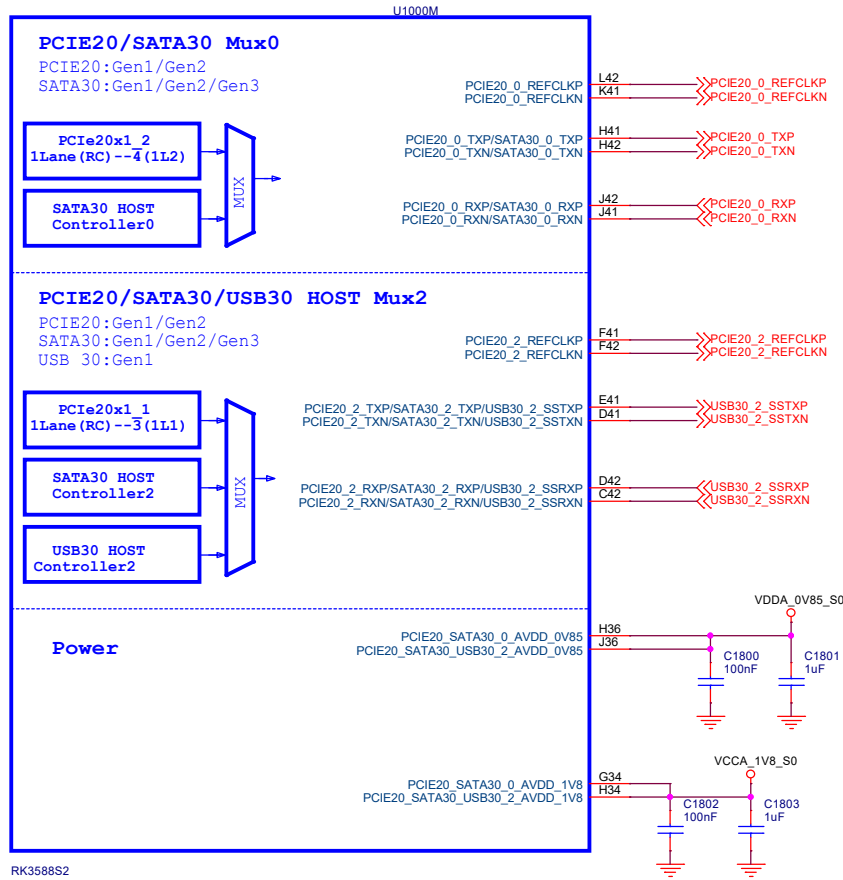 U1000M
PCIE20/SATA30 Mux0
PCIE20:Gen1/Gen2
SATA30:Gen1/Gen2/Gen3
PCIE20_0_REFCLKP L42 PCIE20_0_REFCLKP
PCIE20_0_REFCLKN K41 PCIE20_0_REFCLKN
PCIe20x1_2
1Lane(RC)--4(1L2)
PCIE20_0_TXP/SATA30_0_TXP H41 PCIE20_0_TXP
PCIE20_0_TXN/SATA30_0_TXN H42 PCIE20_0_TXN
MUX
SATA30 HOST
Controller0
PCIE20_0_RXP/SATA30_0_RXP J42 PCIE20_0_RXP
PCIE20_0_RXN/SATA30_0_RXN J41 PCIE20_0_RXN
PCIE20/SATA30/USB30 HOST Mux2
PCIE20:Gen1/Gen2
SATA30:Gen1/Gen2/Gen3
USB 30:Gen1
PCIE20_2_REFCLKP F41 PCIE20_2_REFCLKP
PCIE20_2_REFCLKN F42 PCIE20_2_REFCLKN
PCIe20x1_1
1Lane(RC)--3(1L1)
PCIE20_2_TXP/SATA30_2_TXP/USB30_2_SSTXP E41 USB30_2_SSTXP
PCIE20_2_TXN/SATA30_2_TXN/USB30_2_SSTXN D41 USB30_2_SSTXN
SATA30 HOST
Controller2
MUX
PCIE20_2_RXP/SATA30_2_RXP/USB30_2_SSRXP D42 USB30_2_SSRXP
PCIE20_2_RXN/SATA30_2_RXN/USB30_2_SSRXN C42 USB30_2_SSRXN
USB30 HOST
Controller2
VDDA_0V85_S0
Power
PCIE20_SATA30_0_AVDD_0V85 H36
PCIE20_SATA30_USB30_2_AVDD_0V85 J36
C1800
100nF
C1801
1uF
VCCA_1V8_S0
PCIE20_SATA30_0_AVDD_1V8 G34
PCIE20_SATA30_USB30_2_AVDD_1V8 H34
C1802
100nF
C1803
1uF
RK3588S2